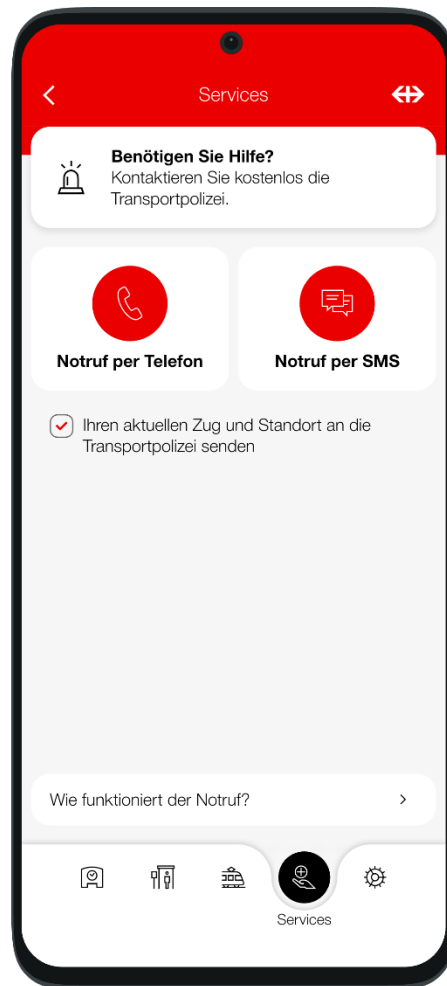 Services
Benötigen Sie Hilfe?
Kontaktieren Sie kostenlos die
Transportpolizei.
Notruf per Telefon
Notruf per SMS
Ihren aktuellen Zug und Standort an die
Transportpolizei senden
Wie funktioniert der Notruf?
Services